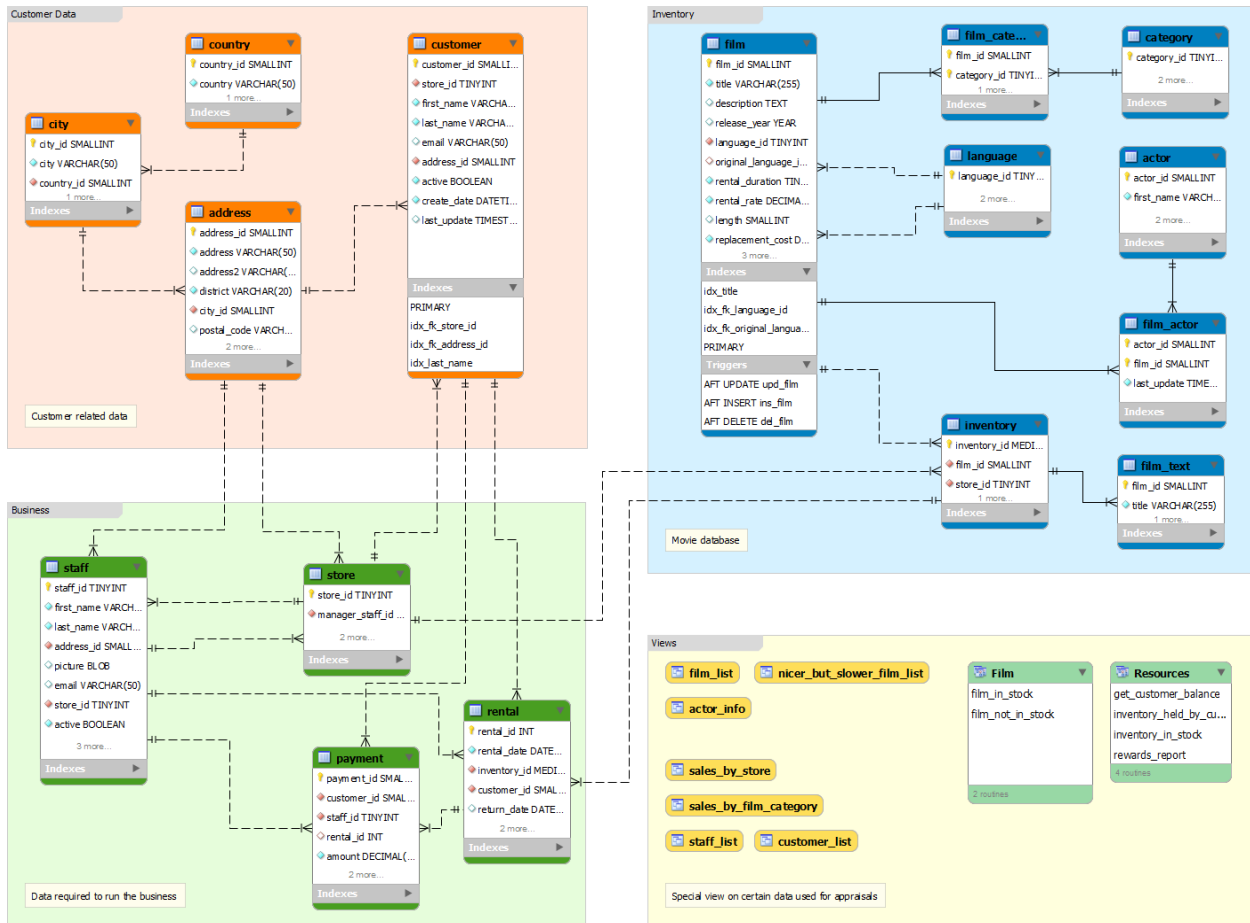 Customer Data
country
country_id SMALLINT
country VARCHAR(50)
1 more...
Indexes
customer
customer_id SMALLI...
store_id TINYINT
first_name VARCHA...
last_name VARCHA...
email VARCHAR(50)
address_id SMALLINT
active BOOLEAN
create_date DATETI...
last_update TIMEST...
Indexes
PRIMARY
idx_fk_store_id
idx_fk_address_id
idx_last_name
city
city_id SMALLINT
city VARCHAR(50)
country_id SMALLINT
1 more...
Indexes
address
address_id SMALLINT
address VARCHAR(50)
address2 VARCHAR(...
district VARCHAR(20)
city_id SMALLINT
postal_code VARCH...
2 more...
Indexes
Customer related data
Inventory
film
film_id SMALLINT
title VARCHAR(255)
description TEXT
release_year YEAR
language_id TINYINT
original_language_i...
rental_duration TIN...
rental_rate DECIMA...
length SMALLINT
replacement_cost D...
3 more...
Indexes
idx_title
idx_fk_language_id
idx_fk_original_langua...
PRIMARY
Triggers
AFT UPDATE upd_film
AFT INSERT ins_film
AFT DELETE del_film
film_cate...
film_id SMALLINT
category_id TINYI...
1 more...
Indexes
category
category_id TINYI...
2 more...
Indexes
language
language_id TINY...
2 more...
Indexes
actor
actor_id SMALLINT
first_name VARCH...
2 more...
Indexes
film_actor
actor_id SMALLINT
film_id SMALLINT
last_update TIME...
Indexes
inventory
inventory_id MEDI...
film_id SMALLINT
store_id TINYINT
1 more...
Indexes
film_text
film_id SMALLINT
title VARCHAR(255)
1 more...
Indexes
Movie database
Business
staff
staff_id TINYINT
first_name VARCH...
last_name VARCH...
address_id SMALL...
picture BLOB
email VARCHAR(50)
store_id TINYINT
active BOOLEAN
3 more...
Indexes
store
store_id TINYINT
manager_staff_id ...
2 more...
Indexes
rental
rental_id INT
rental_date DATE...
inventory_id MEDI...
customer_id SMAL...
return_date DATE...
2 more...
Indexes
payment
payment_id SMAL...
customer_id SMAL...
staff_id TINYINT
rental_id INT
amount DECIMAL(...
2 more...
Indexes
Data required to run the business
Views
film_list
nicer_but_slower_film_list
actor_info
sales_by_store
sales_by_film_category
staff_list
customer_list
Film
film_in_stock
film_not_in_stock
2 routines
Resources
get_customer_balance
inventory_held_by_cu...
inventory_in_stock
rewards_report
4 routines
Special view on certain data used for appraisals